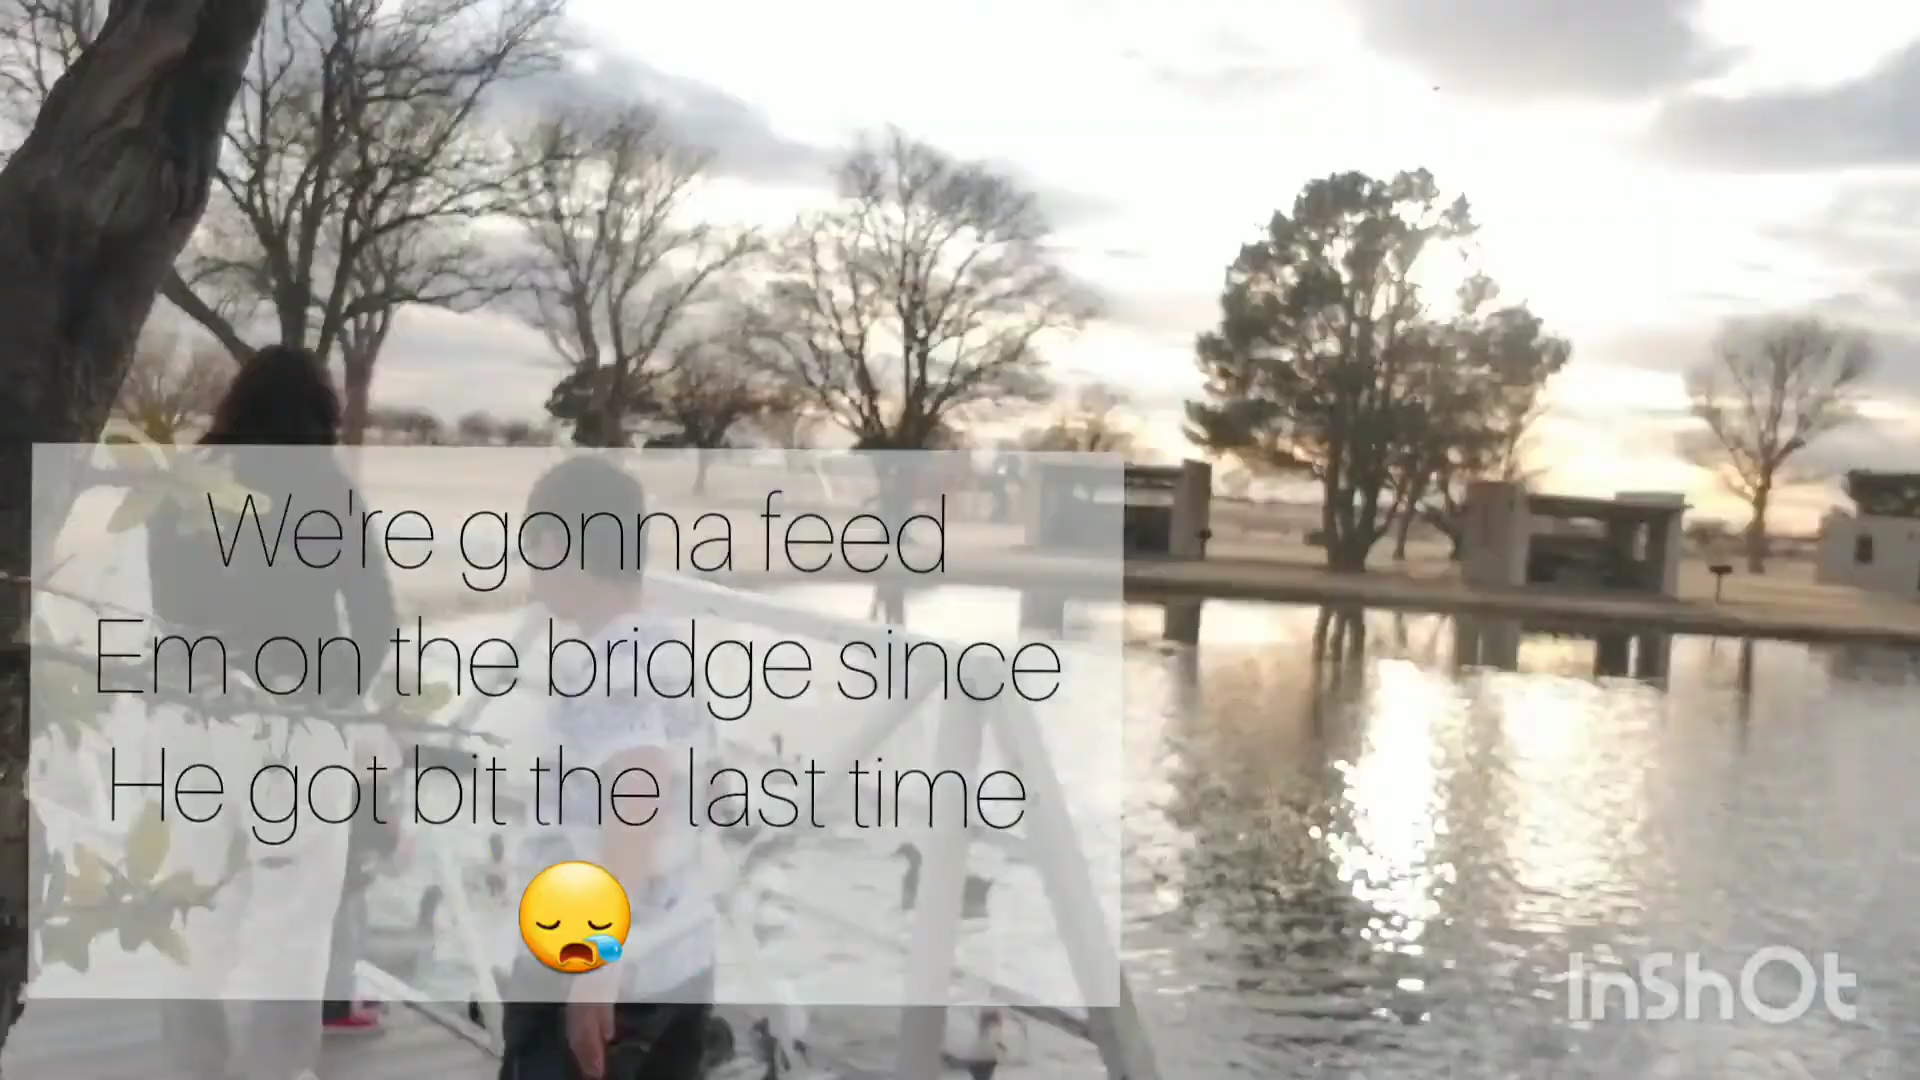 We're gonna feed
Em on the bridge since
He got bit the last time
😪
InShOt